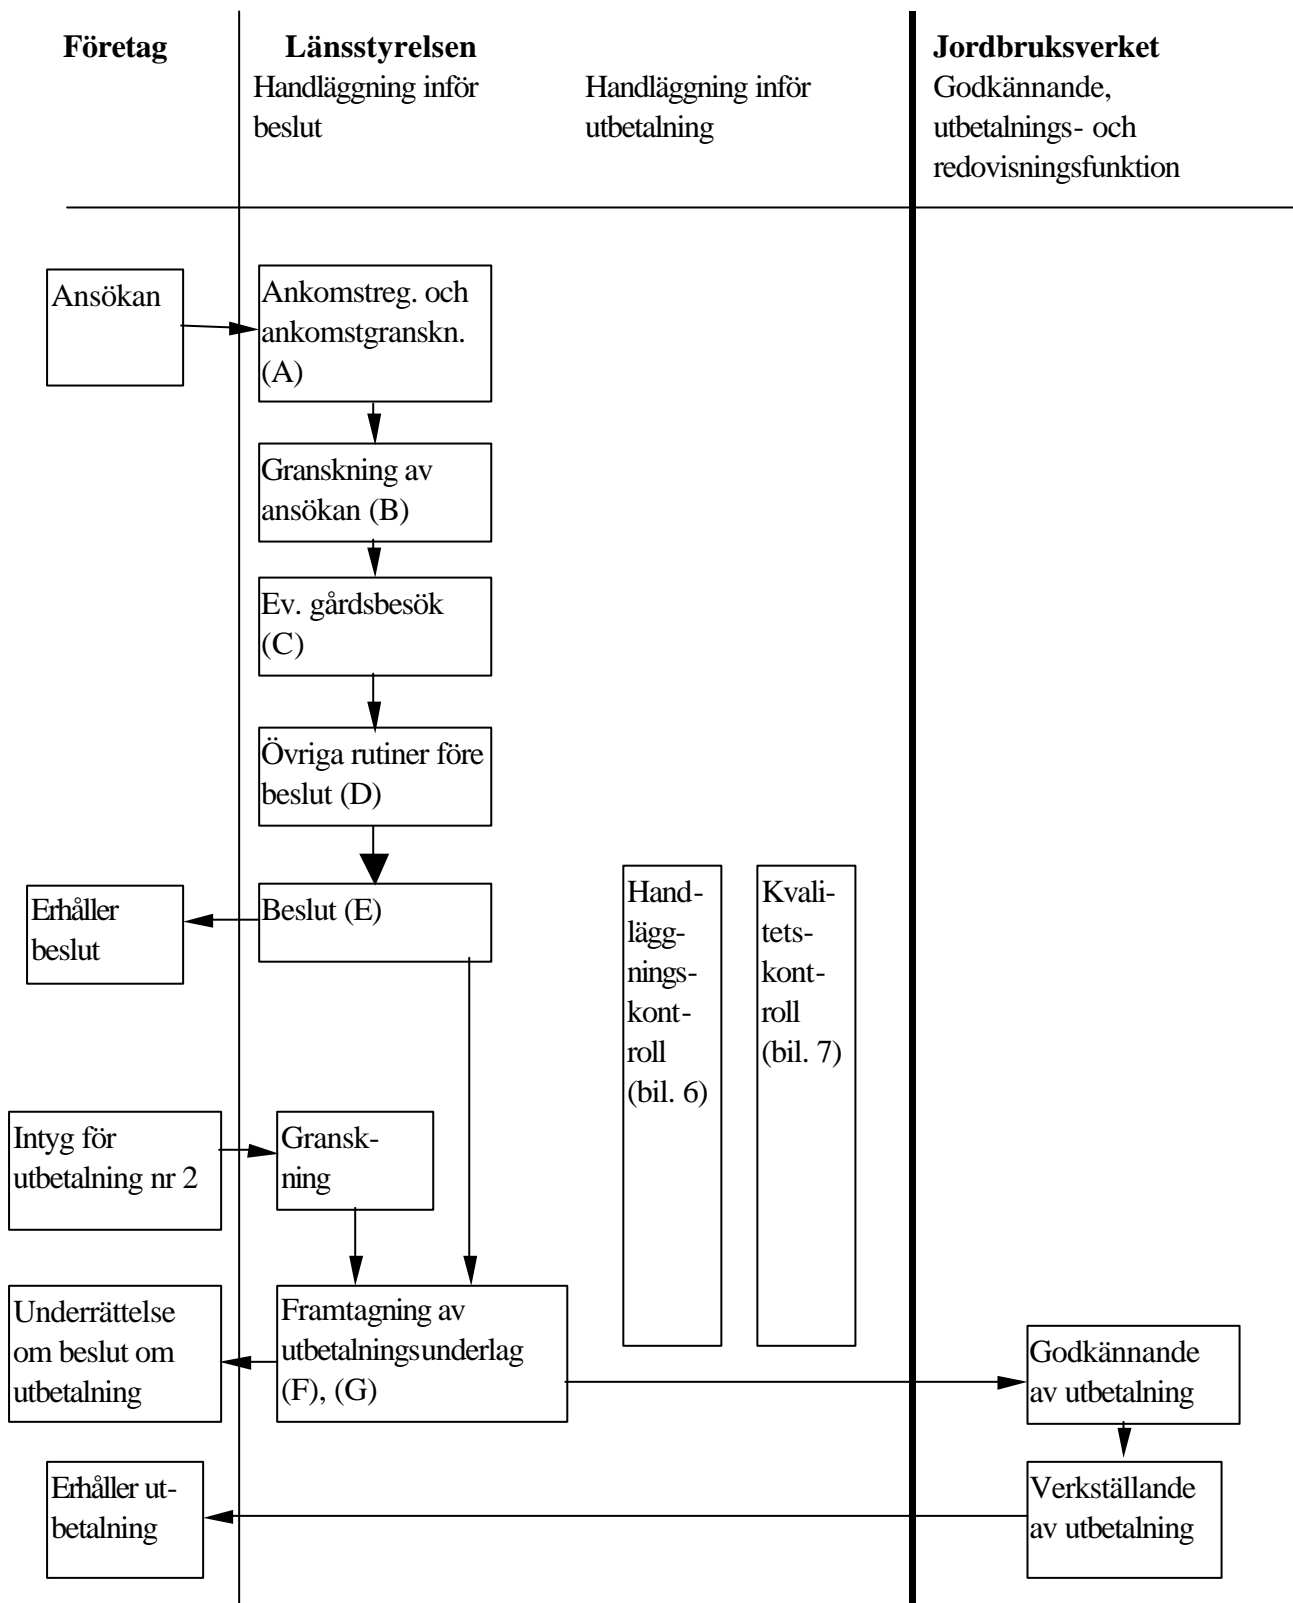 Företag
Länsstyrelsen
Handläggning inför
beslut
Handläggning inför
utbetalning
Jordbruksverket
Godkännande,
utbetalnings- och
redovisningsfunktion
Ansökan
Ankomstreg. och
ankomstgranskn.
(A)
Granskning av
ansökan (B)
Ev. gårdsbesök
(C)
Övriga rutiner före
beslut (D)
Erhåller
beslut
Beslut (E)
Hand-
lägg-
nings-
kont-
roll
(bil. 6)
Kvali-
tets-
kont-
roll
(bil. 7)
Intyg för
utbetalning nr 2
Gransk-
ning
Underrättelse
om beslut om
utbetalning
Framtagning av
utbetalningsunderlag
(F), (G)
Godkännande
av utbetalning
Erhåller ut-
betalning
Verkställande
av utbetalning